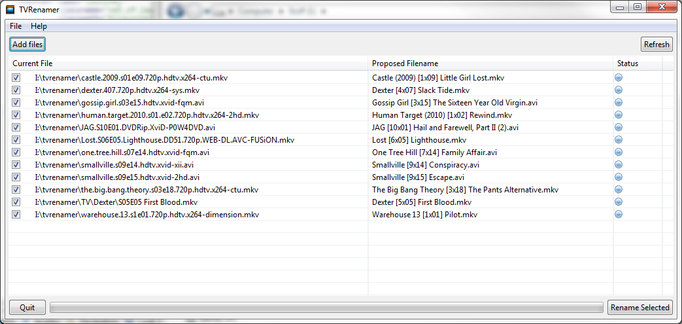 TVRenamer
File Help
Add files Refresh
Current File Proposed Filename Status
I:\tvrenamer\castle.2009.s01e09.720p.hdtv.x264-ctu.mkv Castle (2009) [1x09] Little Girl Lost.mkv
I:\tvrenamer\dexter.407.720p.hdtv.x264-sys.mkv Dexter [4x07] Slack Tide.mkv
I:\tvrenamer\gossip.girl.s03e15.hdtv.xvid-fqm.avi Gossip Girl [3x15] The Sixteen Year Old Virgin.avi
I:\tvrenamer\human.target.2010.s01.e02.720p.hdtv.x264-2hd.mkv Human Target (2010) [1x02] Rewind.mkv
I:\tvrenamer\JAG.S10E01.DVDRip.XviD-P0W4DVD.avi JAG [10x01] Hail and Farewell, Part II (2).avi
I:\tvrenamer\Lost.S06E05.Lighthouse.DD51.720p.WEB-DL.AVC-FUSiON.mkv Lost [6x05] Lighthouse.mkv
I:\tvrenamer\one.tree.hill.s07e14.hdtv.xvid-fqm.avi One Tree Hill [7x14] Family Affair.avi
I:\tvrenamer\smallville.s09e14.hdtv.xvid-xii.avi Smallville [9x14] Conspiracy.avi
I:\tvrenamer\smallville.s09e15.hdtv.xvid-2hd.avi Smallville [9x15] Escape.avi
I:\tvrenamer\the.big.bang.theory.s03e18.720p.hdtv.x264-ctu.mkv The Big Bang Theory [3x18] The Pants Alternative.mkv
I:\tvrenamer\TV\Dexter\S05E05 First Blood.mkv Dexter [5x05] First Blood.mkv
I:\tvrenamer\warehouse.13.s1e01.720p.hdtv.x264-dimension.mkv Warehouse 13 [1x01] Pilot.mkv
Quit Rename Selected